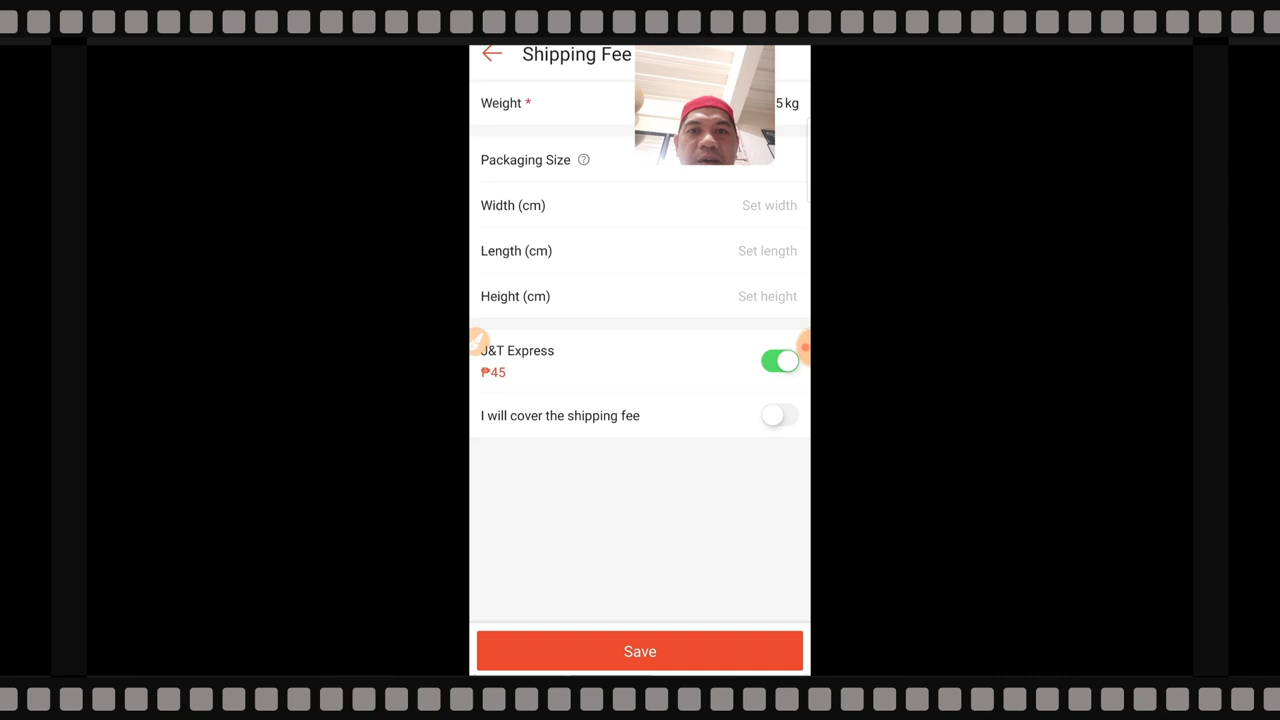 Shipping Fee
Weight * 5 kg
Packaging Size ?
Width (cm) Set width
Length (cm) Set length
Height (cm) Set height
J&T Express
₱45
I will cover the shipping fee
Save